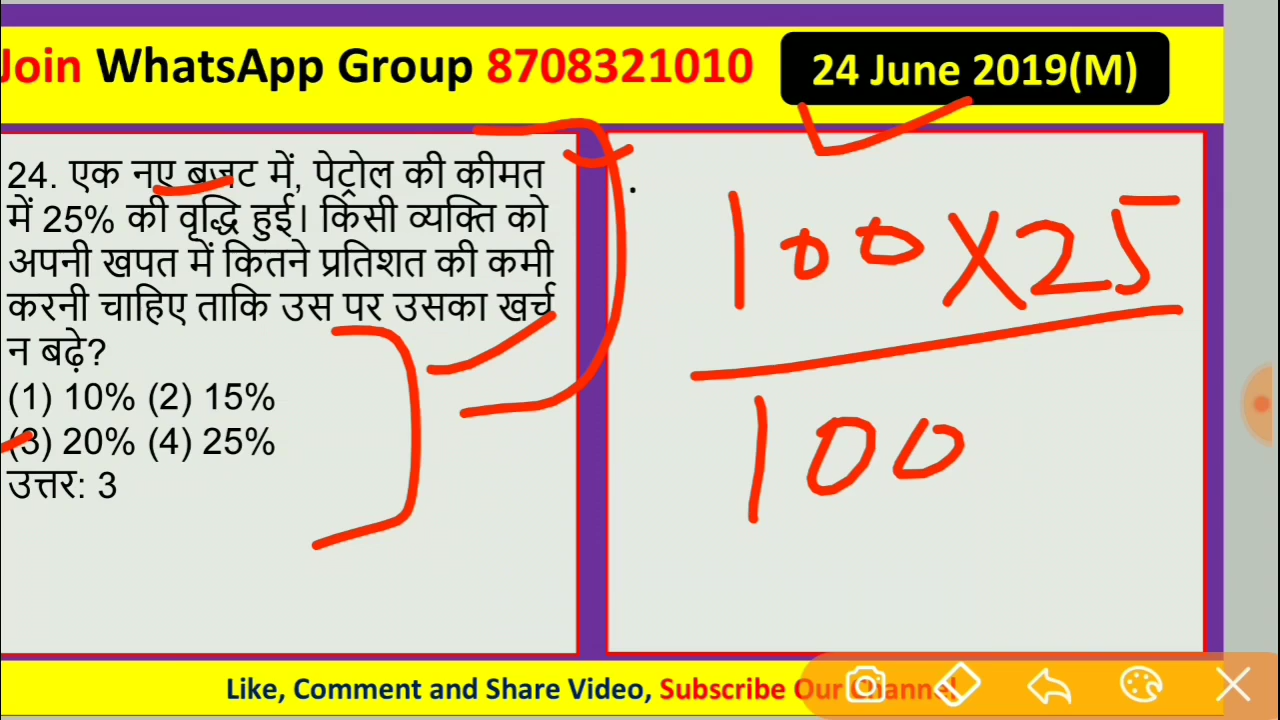 Join WhatsApp Group 8708321010
24 June 2019(M)
24. एक नए बजट में, पेट्रोल की कीमत
में 25% की वृद्धि हुई। किसी व्यक्ति को
अपनी खपत में कितने प्रतिशत की कमी
करनी चाहिए ताकि उस पर उसका खर्च
न बढ़े?
(1) 10% (2) 15%
(3) 20% (4) 25%
उत्तर: 3
.
100 X 25
100
Like, Comment and Share Video, Subscribe Our Channel